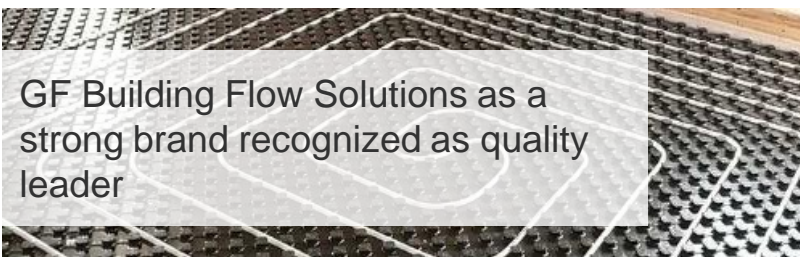 GF Building Flow Solutions as a
strong brand recognized as quality
leader